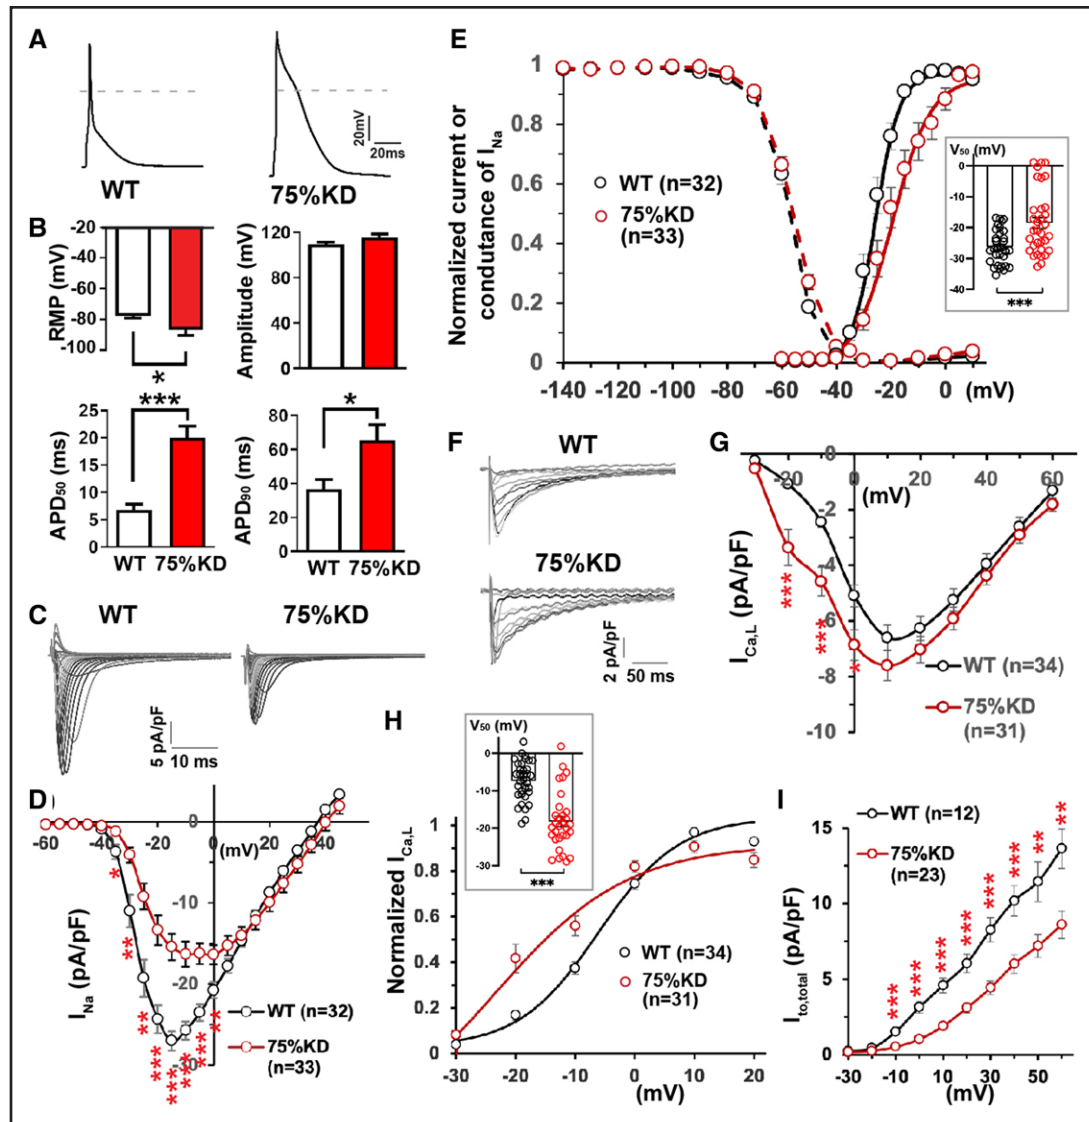 A
WT
75%KD
20mV
20ms
B
-20
-40
-60
-80
-100
RMP (mV)
*
120
80
40
0
Amplitude (mV)
***
25
20
15
10
5
0
APD50 (ms)
WT 75%KD
*
80
60
40
20
0
APD90 (ms)
WT 75%KD
C
WT
75%KD
5 pA/pF
10 ms
D
-60 -40 -20 0 20 40
(mV)
-10
-20
-30
INa (pA/pF)
*
**
**
***
***
***
***
**
WT (n=32)
75%KD
(n=33)
E
Normalized current or
condutance of INa
1
0.8
0.6
0.4
0.2
0
-140 -120 -100 -80 -60 -40 -20 0
(mV)
WT (n=32)
75%KD
(n=33)
V50 (mV)
0
-10
-20
-30
-40
***
F
WT
75%KD
2 pA/pF
50 ms
G
-20 0 20 40 60
(mV)
-2
-4
-6
-8
-10
ICa,L (pA/pF)
***
***
*
WT (n=34)
75%KD
(n=31)
H
V50 (mV)
0
-10
-20
-30
***
Normalized ICa,L
1
0.8
0.6
0.4
0.2
0
-30 -20 -10 0 10 20
(mV)
WT (n=34)
75%KD
(n=31)
I
WT (n=12)
75%KD
(n=23)
Ito,total (pA/pF)
15
10
5
0
***
***
***
***
***
***
**
**
-30 -10 10 30 50
(mV)